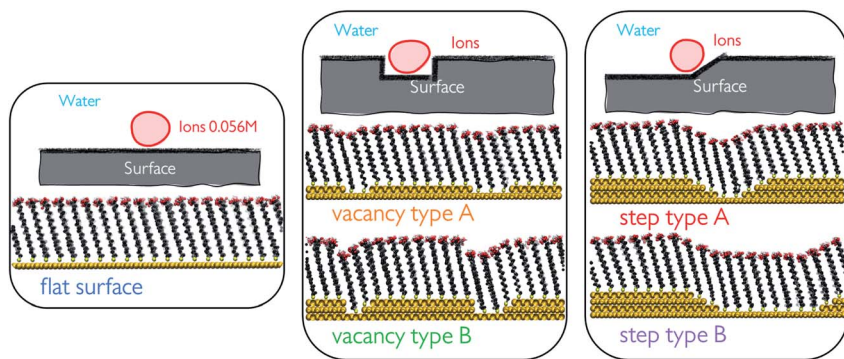 Water
Ions 0.056M
Surface
flat surface
Water
Ions
Surface
vacancy type A
vacancy type B
Water
Ions
Surface
step type A
step type B